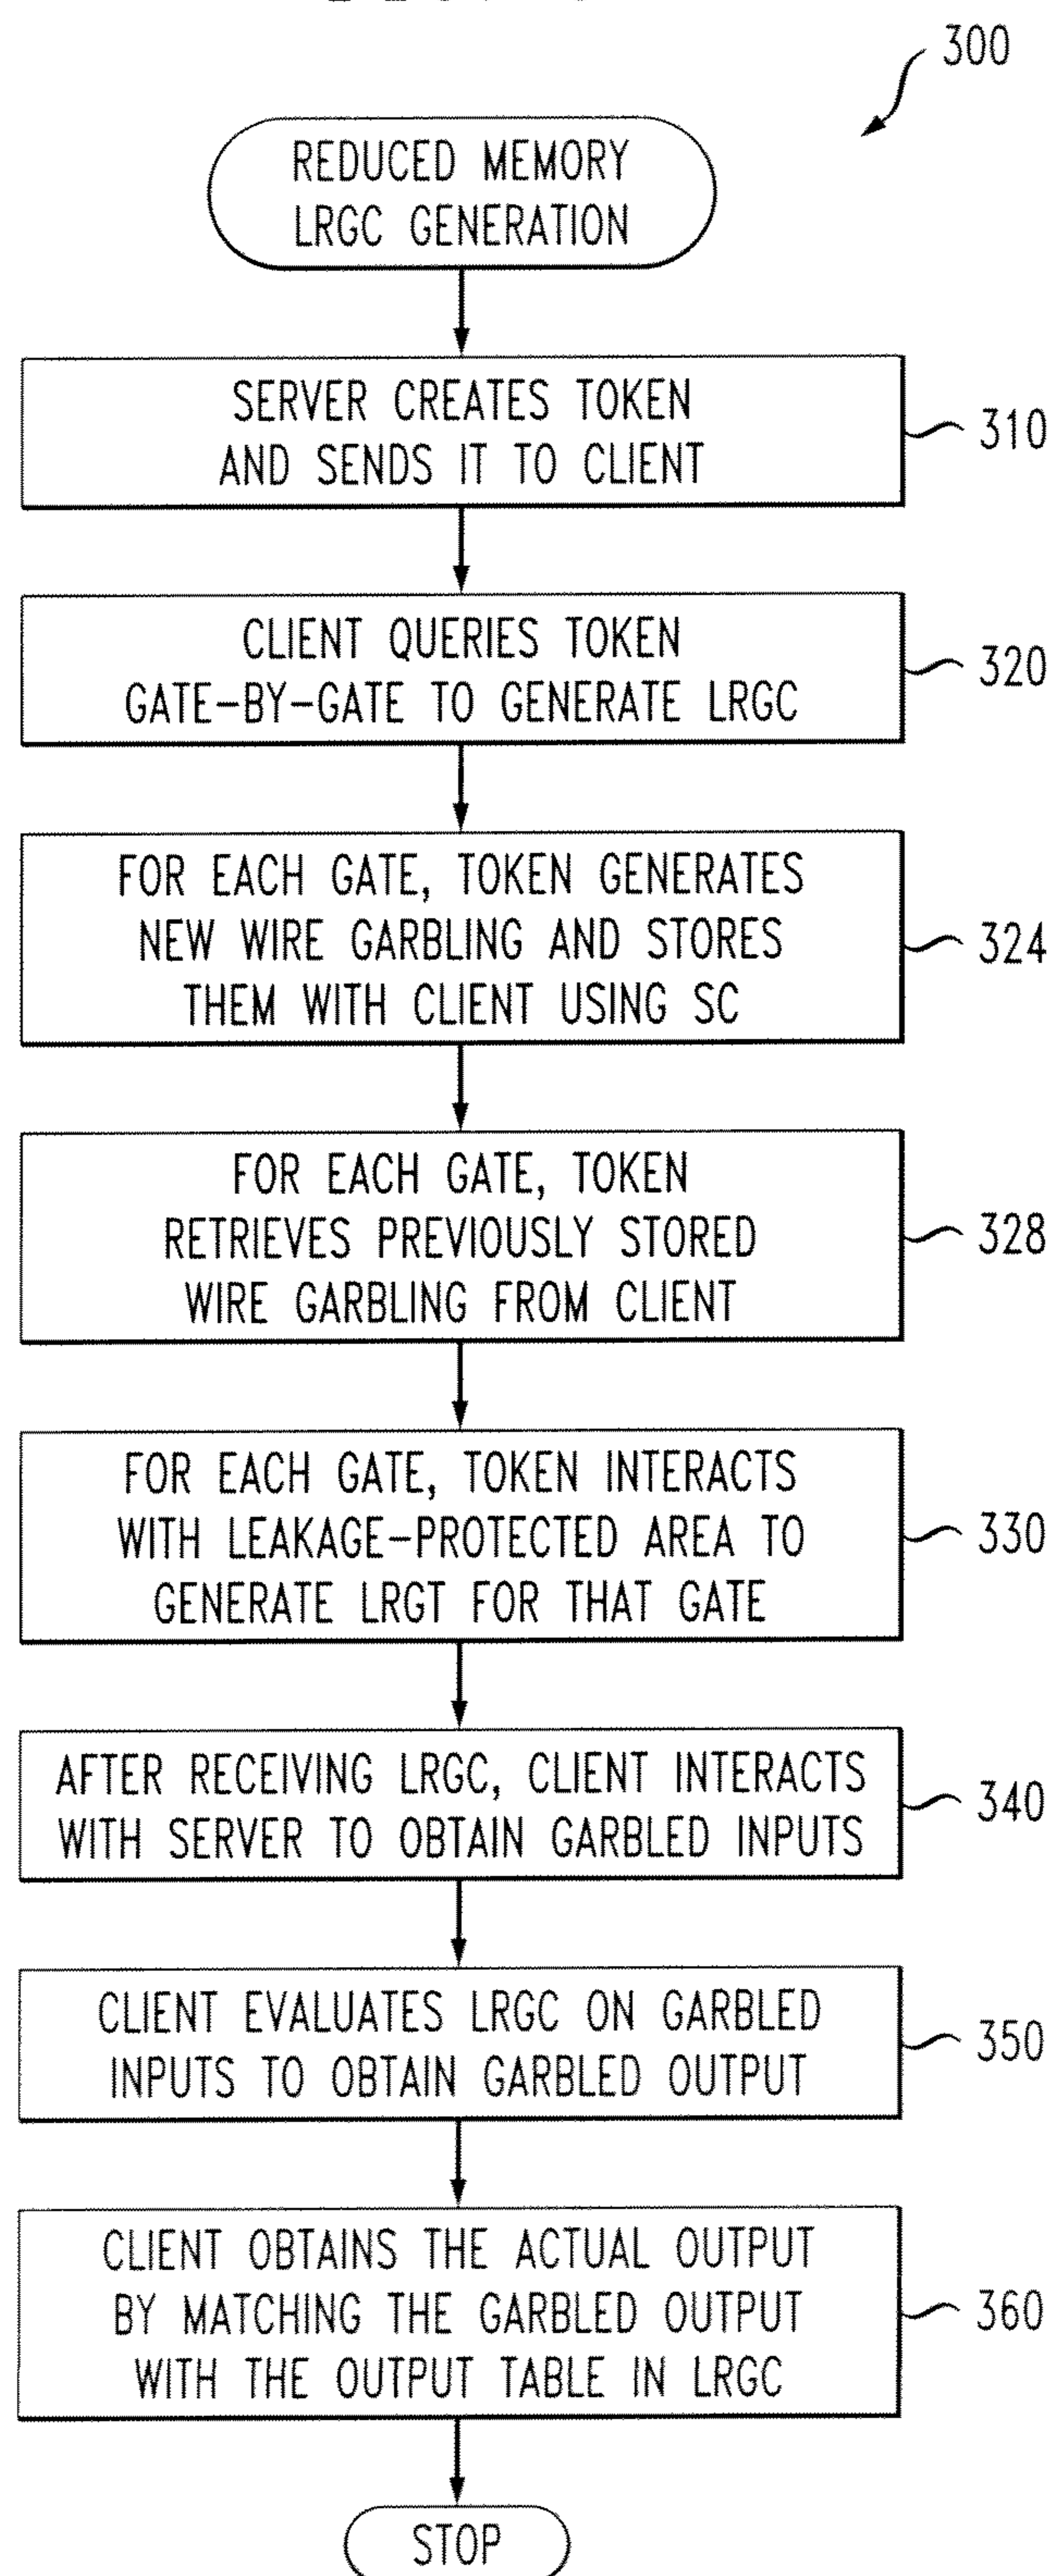 300
REDUCED MEMORY
LRGC GENERATION
SERVER CREATES TOKEN
AND SENDS IT TO CLIENT
310
CLIENT QUERIES TOKEN
GATE-BY-GATE TO GENERATE LRGC
320
FOR EACH GATE, TOKEN GENERATES
NEW WIRE GARBLING AND STORES
THEM WITH CLIENT USING SC
324
FOR EACH GATE, TOKEN
RETRIEVES PREVIOUSLY STORED
WIRE GARBLING FROM CLIENT
328
FOR EACH GATE, TOKEN INTERACTS
WITH LEAKAGE-PROTECTED AREA TO
GENERATE LRGT FOR THAT GATE
330
AFTER RECEIVING LRGC, CLIENT INTERACTS
WITH SERVER TO OBTAIN GARBLED INPUTS
340
CLIENT EVALUATES LRGC ON GARBLED
INPUTS TO OBTAIN GARBLED OUTPUT
350
CLIENT OBTAINS THE ACTUAL OUTPUT
BY MATCHING THE GARBLED OUTPUT
WITH THE OUTPUT TABLE IN LRGC
360
STOP